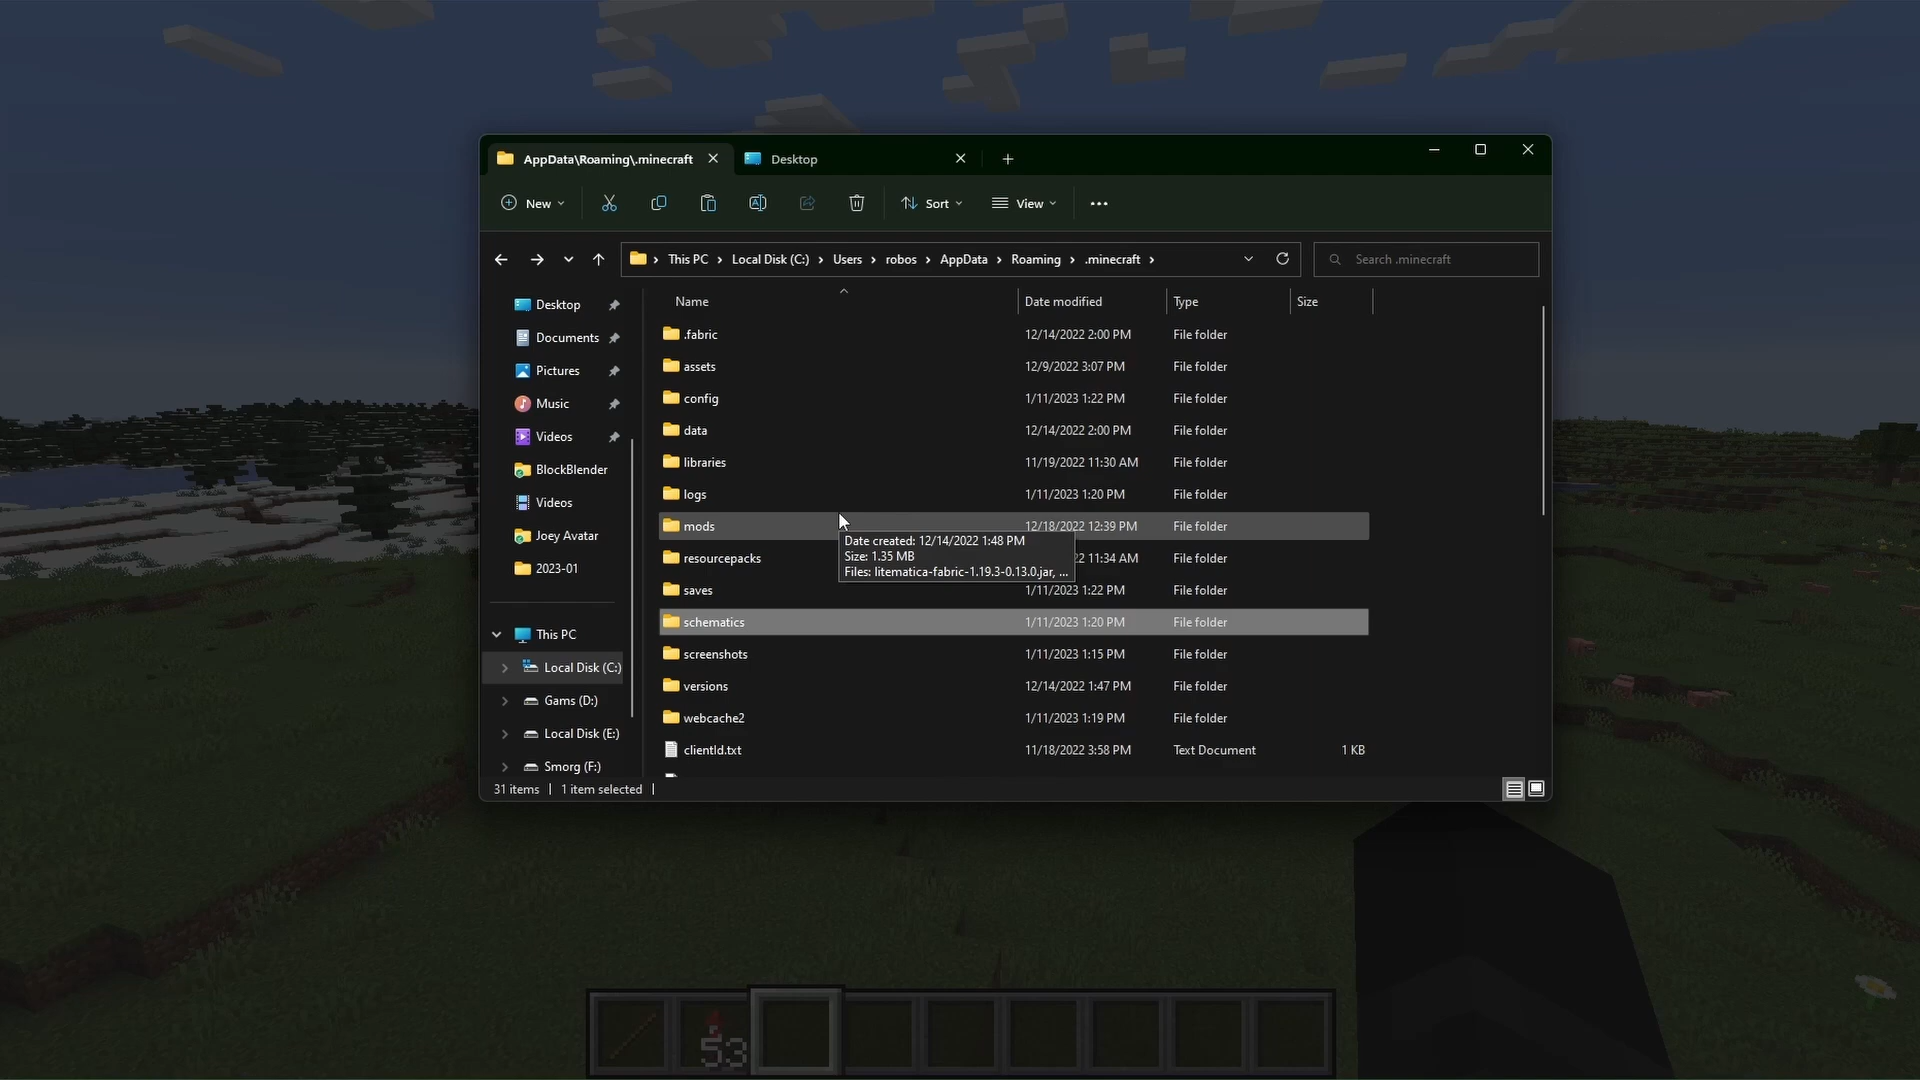 AppData\Roaming\.minecraft
Desktop
New
Sort
View
This PC > Local Disk (C:) > Users > robos > AppData > Roaming > .minecraft >
Search .minecraft
Desktop
Documents
Pictures
Music
Videos
BlockBlender
Videos
Joey Avatar
2023-01
This PC
Local Disk (C:)
Gams (D:)
Local Disk (E:)
Smorg (F:)
Name Date modified Type Size
.fabric 12/14/2022 2:00 PM File folder
assets 12/9/2022 3:07 PM File folder
config 1/11/2023 1:22 PM File folder
data 12/14/2022 2:00 PM File folder
libraries 11/19/2022 11:30 AM File folder
logs 1/11/2023 1:20 PM File folder
mods 12/18/2022 12:39 PM File folder
Date created: 12/14/2022 1:48 PM
Size: 1.35 MB
Files: litematica-fabric-1.19.3-0.13.0.jar, ...
resourcepacks 11:34 AM File folder
saves 1/11/2023 1:22 PM File folder
schematics 1/11/2023 1:20 PM File folder
screenshots 1/11/2023 1:15 PM File folder
versions 12/14/2022 1:47 PM File folder
webcache2 1/11/2023 1:19 PM File folder
clientId.txt 11/18/2022 3:58 PM Text Document 1 KB
31 items | 1 item selected |
53